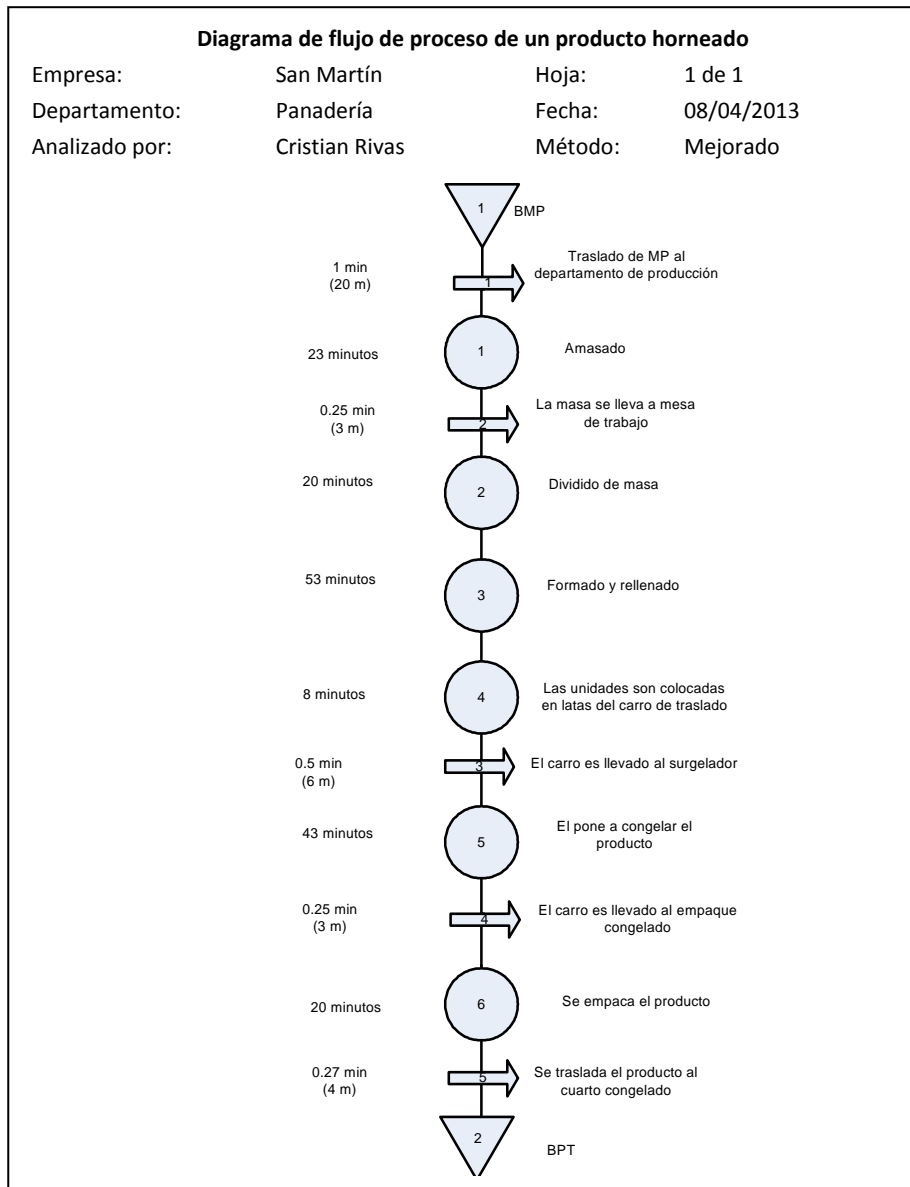 Diagrama de flujo de proceso de un producto horneado
Empresa: San Martín Hoja: 1 de 1
Departamento: Panadería Fecha: 08/04/2013
Analizado por: Cristian Rivas Método: Mejorado
1
BMP
1 min
(20 m)
1
Traslado de MP al
departamento de producción
23 minutos
1
Amasado
0.25 min
(3 m)
2
La masa se lleva a mesa
de trabajo
20 minutos
2
Dividido de masa
53 minutos
3
Formado y rellenado
8 minutos
4
Las unidades son colocadas
en latas del carro de traslado
0.5 min
(6 m)
3
El carro es llevado al surgelador
43 minutos
5
El pone a congelar el
producto
0.25 min
(3 m)
4
El carro es llevado al empaque
congelado
20 minutos
6
Se empaca el producto
0.27 min
(4 m)
5
Se traslada el producto al
cuarto congelado
2
BPT